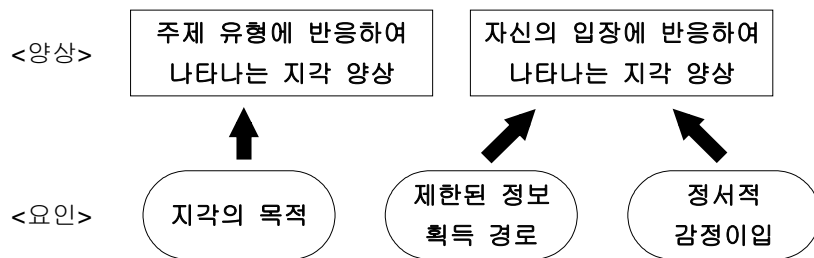 <양상>
주제 유형에 반응하여
나타나는 지각 양상
자신의 입장에 반응하여
나타나는 지각 양상
<요인>
지각의 목적
제한된 정보
획득 경로
정서적
감정이입